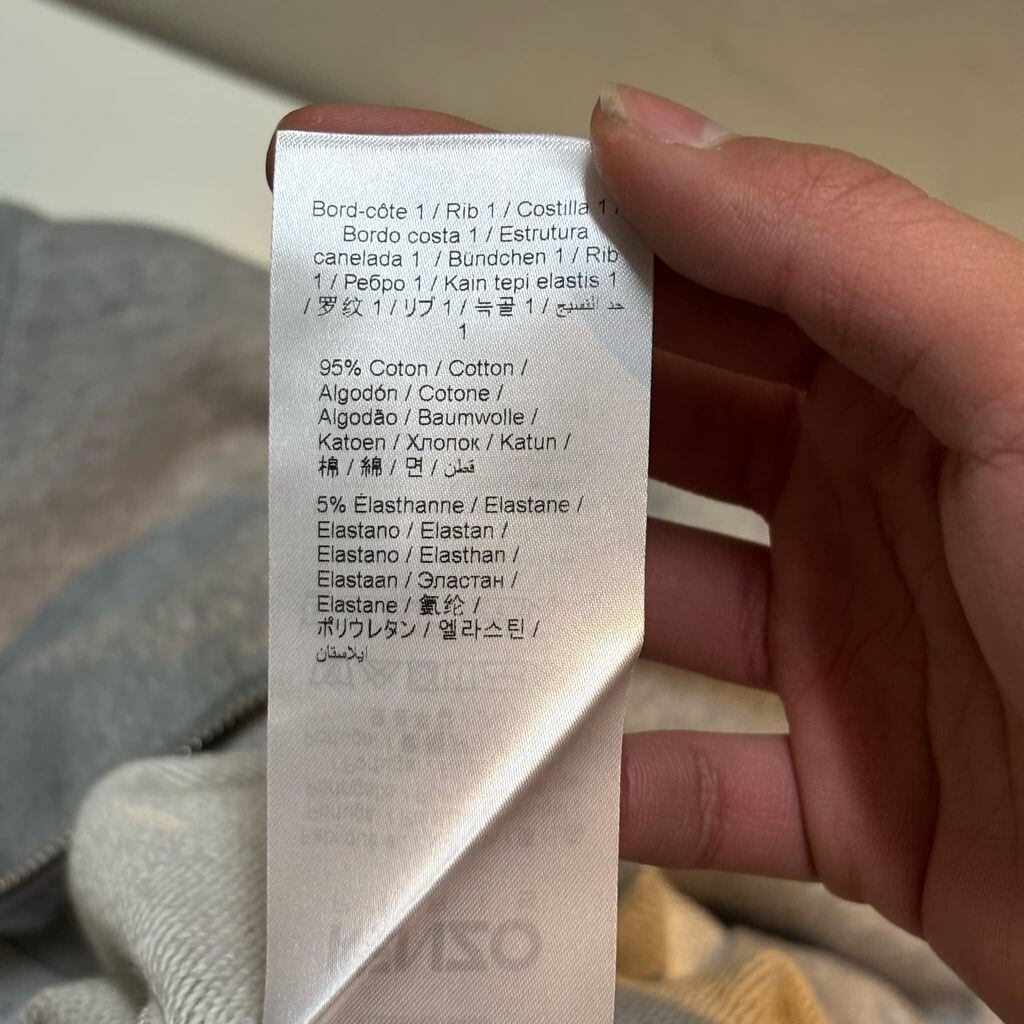 Bord-côte 1 / Rib 1 / Costilla 1 /
Bordo costa 1 / Estrutura
canelada 1 / Bündchen 1 / Rib
1 / Ребро 1 / Kain tepi elastis 1
/ 罗纹 1 / リブ 1 / 늑골 1 / حد النسيج
1
95% Coton / Cotton /
Algodón / Cotone /
Algodão / Baumwolle /
Katoen / Хлопок / Katun /
棉 / 綿 / 면 / قطن
5% Élasthanne / Elastane /
Elastano / Elastan /
Elastano / Elasthan /
Elastaan / Эластан /
Elastane / 氨纶 /
ポリウレタン / 엘라스틴 /
ايلاستان